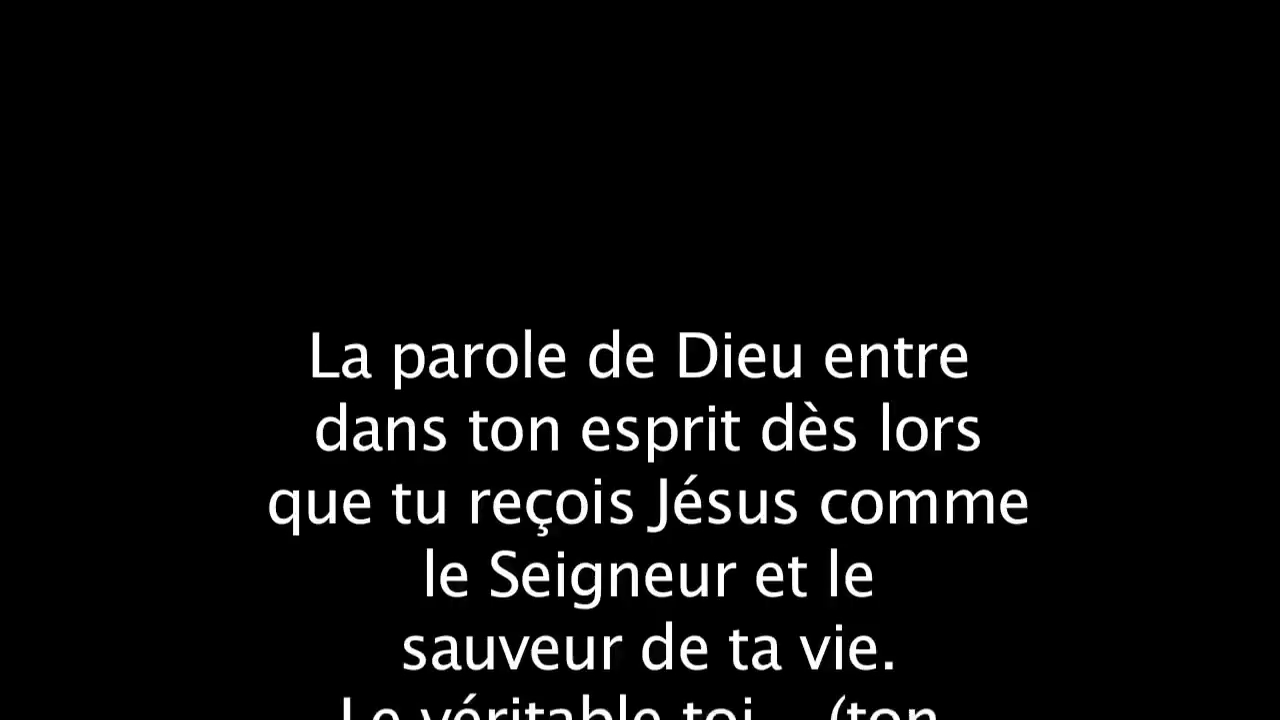 La parole de Dieu entre
dans ton esprit dès lors
que tu reçois Jésus comme
le Seigneur et le
sauveur de ta vie.
Le véritable toi... (ton